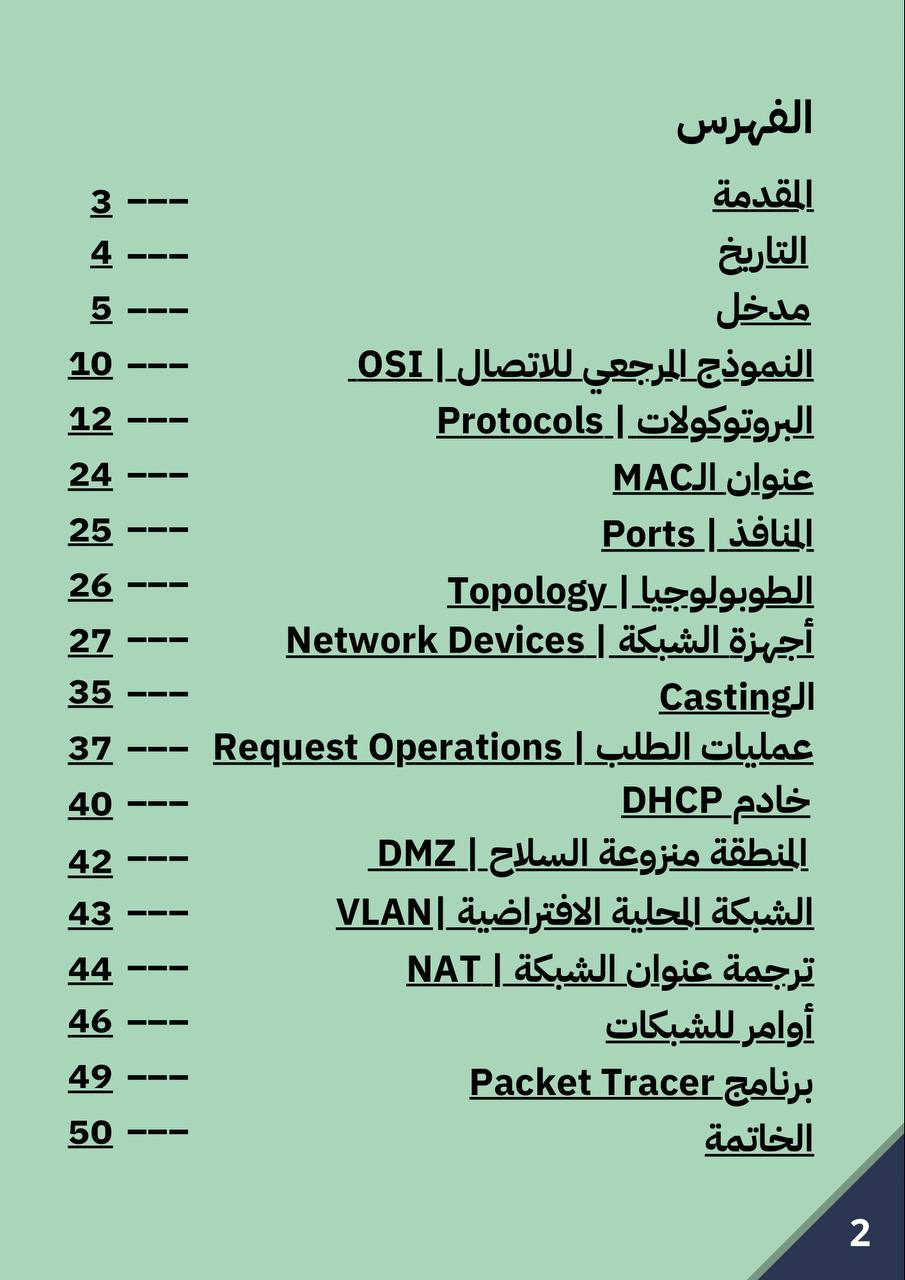 الفهرس
المقدمة --- 3
التاريخ --- 4
مدخل --- 5
النموذج المرجعي للاتصال | OSI --- 10
البروتوكولات | Protocols --- 12
عنوان الـMAC --- 24
المنافذ | Ports --- 25
الطوبولوجيا | Topology --- 26
أجهزة الشبكة | Network Devices --- 27
الـCasting --- 35
عمليات الطلب | Request Operations --- 37
خادم DHCP --- 40
المنطقة منزوعة السلاح | DMZ --- 42
الشبكة المحلية الافتراضية |VLAN --- 43
ترجمة عنوان الشبكة | NAT --- 44
أوامر للشبكات --- 46
برنامج Packet Tracer --- 49
الخاتمة --- 50
2